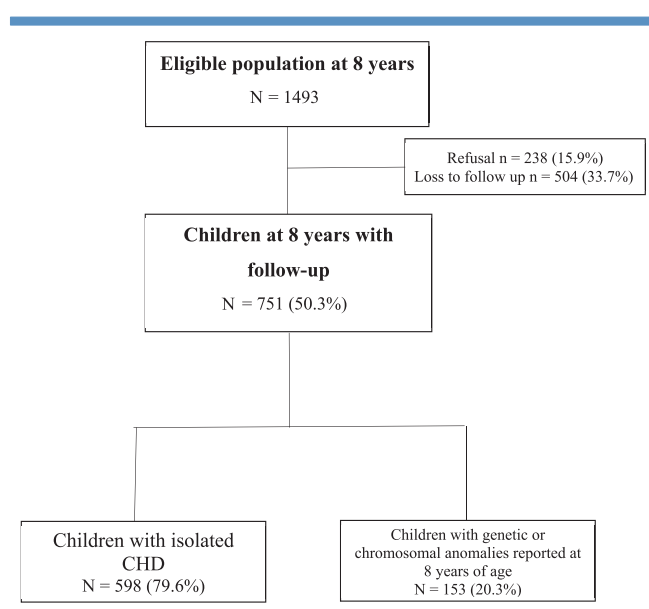 Eligible population at 8 years
N = 1493
Refusal n = 238 (15.9%)
Loss to follow up n = 504 (33.7%)
Children at 8 years with
follow-up
N = 751 (50.3%)
Children with isolated
CHD
N = 598 (79.6%)
Children with genetic or
chromosomal anomalies reported at
8 years of age
N = 153 (20.3%)